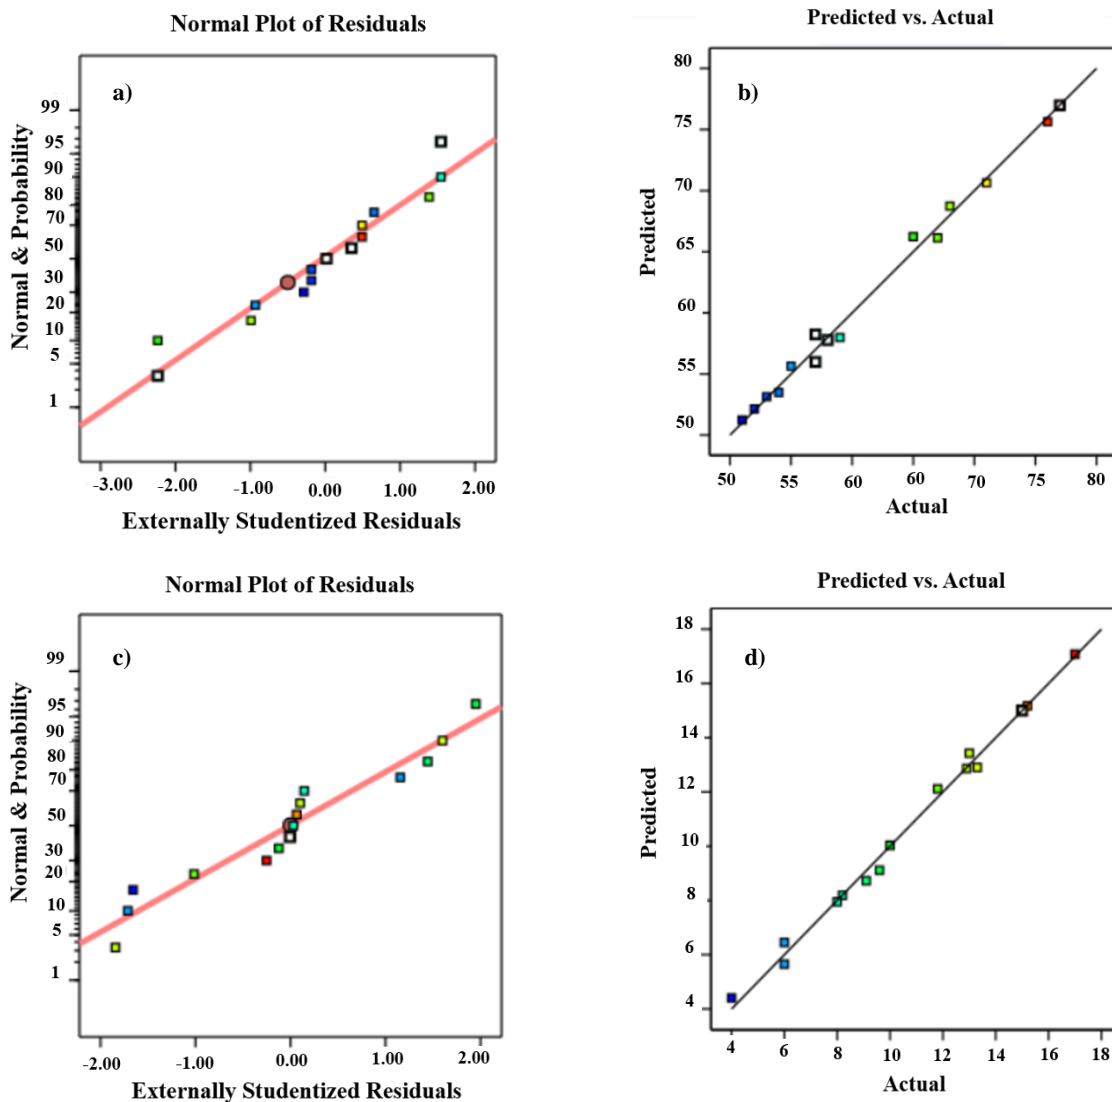 Normal Plot of Residuals
a)
Normal & Probability
99
95
90
80
70
50
30
20
10
5
1
-3.00 -2.00 -1.00 0.00 1.00 2.00
Externally Studentized Residuals
Predicted vs. Actual
b)
Predicted
80
75
70
65
60
55
50
50 55 60 60 70 75 80
Actual
Normal Plot of Residuals
c)
Normal & Probability
99
95
90
80
70
50
30
20
10
5
1
-2.00 -1.00 0.00 1.00 2.00
Externally Studentized Residuals
Predicted vs. Actual
d)
Predicted
18
16
14
12
10
8
6
4
4 6 8 10 12 14 16 18
Actual